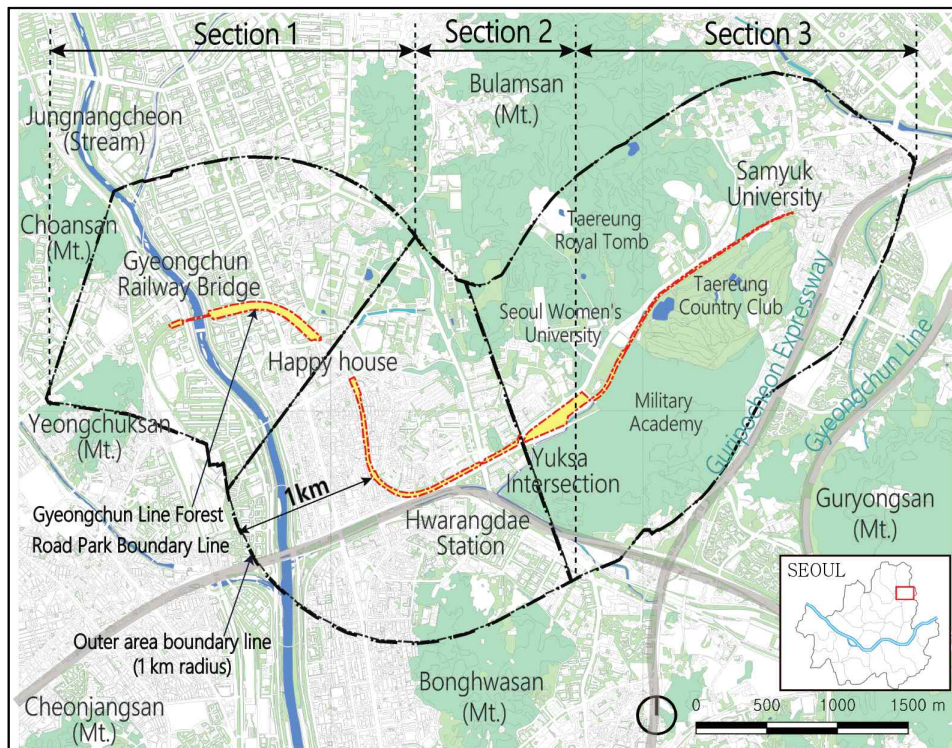 Section 1
Section 2
Section 3
Bulamsan
(Mt.)
Jungnangcheon
(Stream)
Samyuk
University
Choansan
(Mt.)
Taereung
Royal Tomb
Gyeongchun
Railway Bridge
Taereung
Country Club
Seoul Women's
University
Happy house
Guripocheon Expressway
Gyeongchun Line
Military
Academy
Yeongchuksan
(Mt.)
Yuksa
Intersection
1km
Gyeongchun Line Forest
Road Park Boundary Line
Hwarangdae
Station
Guryongsan
(Mt.)
SEOUL
Outer area boundary line
(1 km radius)
Bonghwasan
(Mt.)
Cheonjangsan
(Mt.)
0 500 1000 1500 m